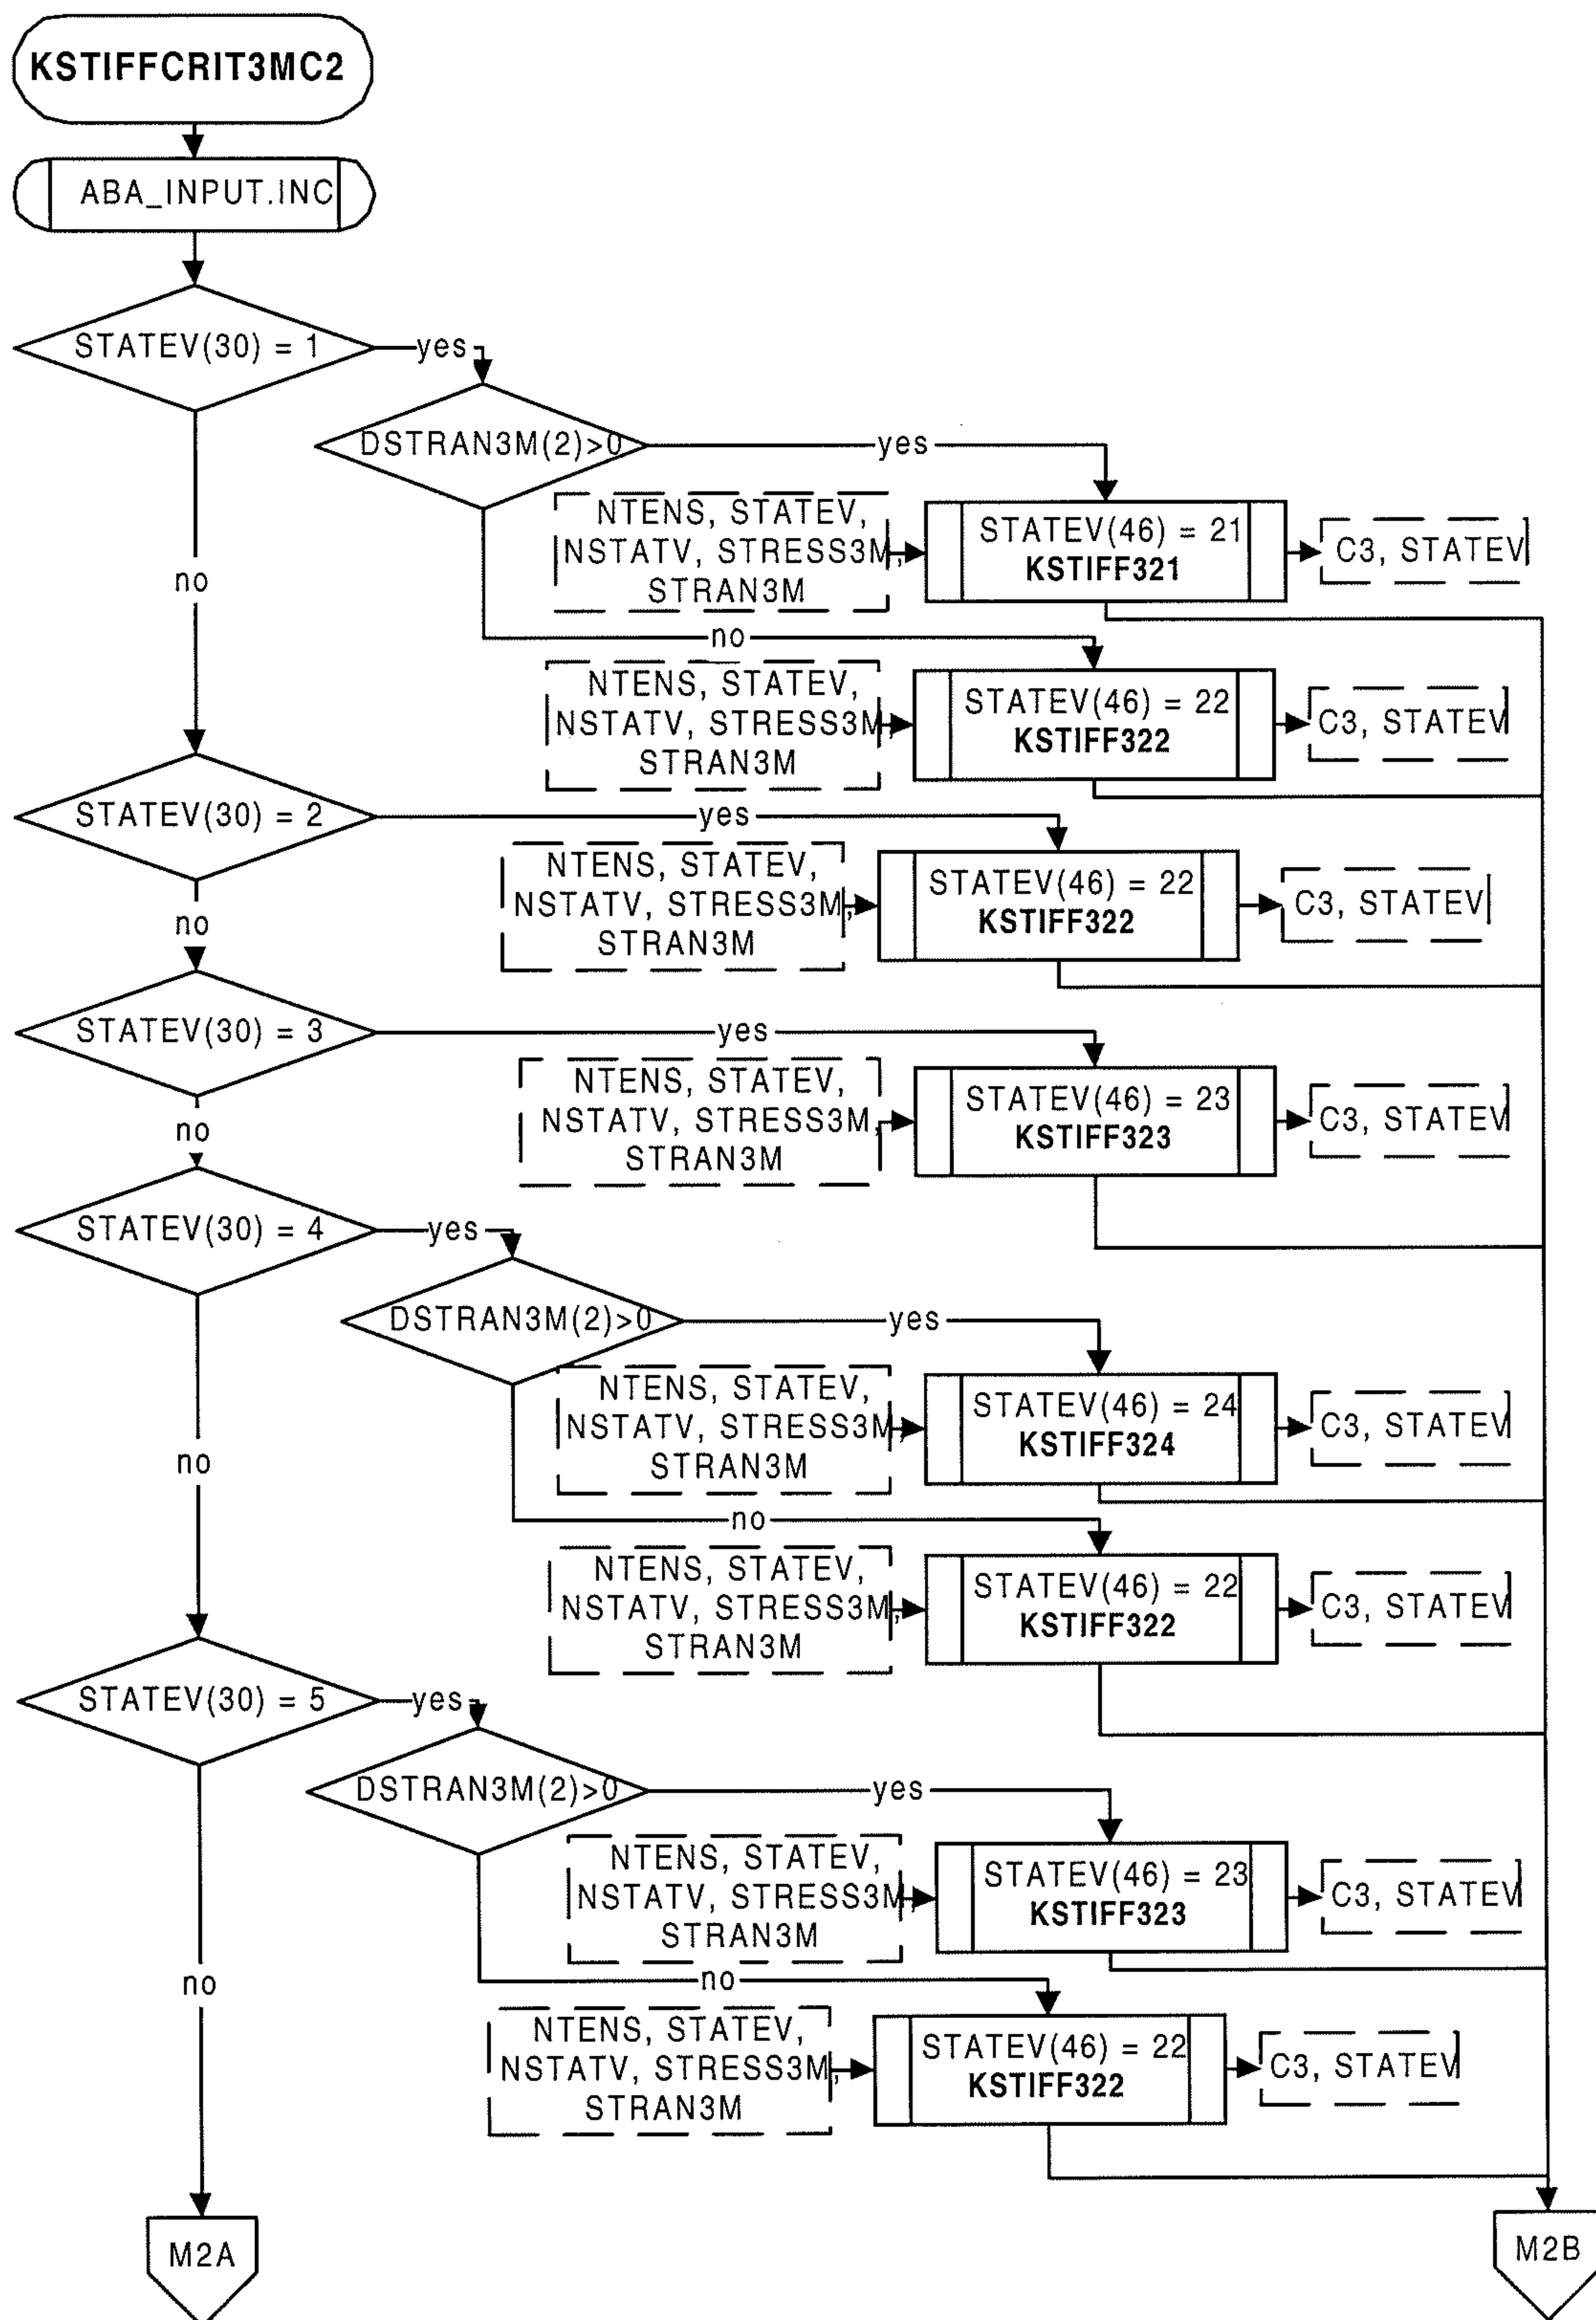 KSTIFFCRIT3MC2
ABA_INPUT.INC
STATEV(30) = 1
yes
DSTRAN3M(2)>0
yes
NTENS, STATEV,
NSTATV, STRESS3M,
STRAN3M
STATEV(46) = 21
KSTIFF321
C3, STATEV
no
no
NTENS, STATEV,
NSTATV, STRESS3M,
STRAN3M
STATEV(46) = 22
KSTIFF322
C3, STATEV
STATEV(30) = 2
yes
NTENS, STATEV,
NSTATV, STRESS3M,
STRAN3M
STATEV(46) = 22
KSTIFF322
C3, STATEV
no
STATEV(30) = 3
yes
NTENS, STATEV,
NSTATV, STRESS3M,
STRAN3M
STATEV(46) = 23
KSTIFF323
C3, STATEV
no
STATEV(30) = 4
yes
DSTRAN3M(2)>0
yes
NTENS, STATEV,
NSTATV, STRESS3M,
STRAN3M
STATEV(46) = 24
KSTIFF324
C3, STATEV
no
no
NTENS, STATEV,
NSTATV, STRESS3M,
STRAN3M
STATEV(46) = 22
KSTIFF322
C3, STATEV
STATEV(30) = 5
yes
DSTRAN3M(2)>0
yes
NTENS, STATEV,
NSTATV, STRESS3M,
STRAN3M
STATEV(46) = 23
KSTIFF323
C3, STATEV
no
no
NTENS, STATEV,
NSTATV, STRESS3M,
STRAN3M
STATEV(46) = 22
KSTIFF322
C3, STATEV
M2A
M2B